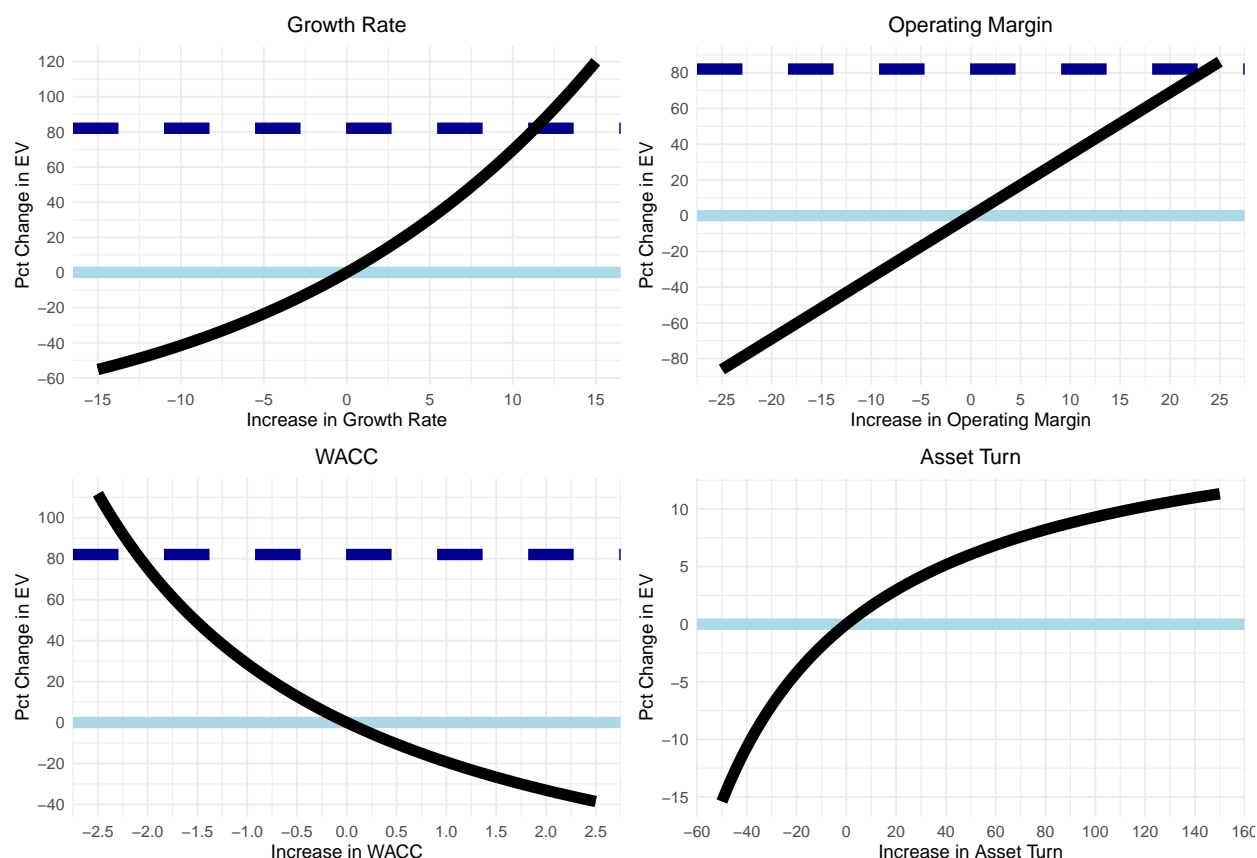 Growth Rate
Pct Change in EV
120
100
80
60
40
20
0
−20
−40
−60
−15 −10 −5 0 5 10 15
Increase in Growth Rate
Operating Margin
Pct Change in EV
80
60
40
20
0
−20
−40
−60
−80
−25 −20 −15 −10 −5 0 5 10 15 20 25
Increase in Operating Margin
WACC
Pct Change in EV
100
80
60
40
20
0
−20
−40
−2.5 −2.0 −1.5 −1.0 −0.5 0.0 0.5 1.0 1.5 2.0 2.5
Increase in WACC
Asset Turn
Pct Change in EV
10
5
0
−5
−10
−15
−60 −40 −20 0 20 40 60 80 100 120 140 160
Increase in Asset Turn